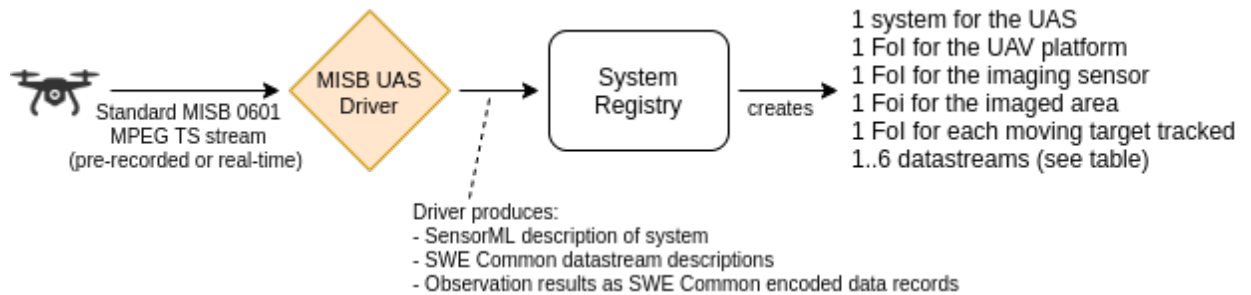 Standard MISB 0601
MPEG TS stream
(pre-recorded or real-time)
MISB UAS
Driver
Driver produces:
- SensorML description of system
- SWE Common datastream descriptions
- Observation results as SWE Common encoded data records
System
Registry
creates
1 system for the UAS
1 FoI for the UAV platform
1 FoI for the imaging sensor
1 Foi for the imaged area
1 FoI for each moving target tracked
1..6 datastreams (see table)